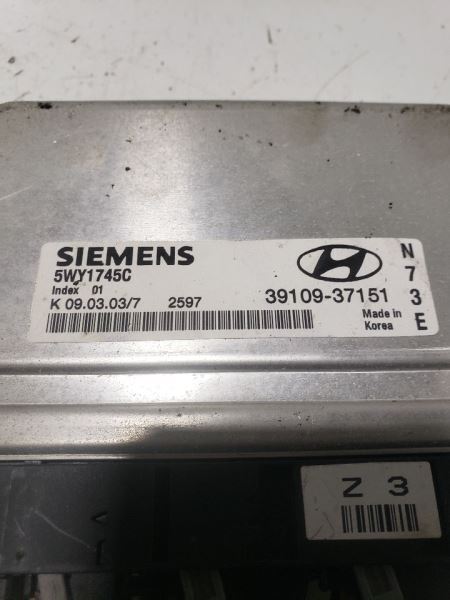 SIEMENS
5WY1745C
Index 01
K 09.03.03/7 2597
39109-37151
Made in
Korea
N
7
3
E
Z 3